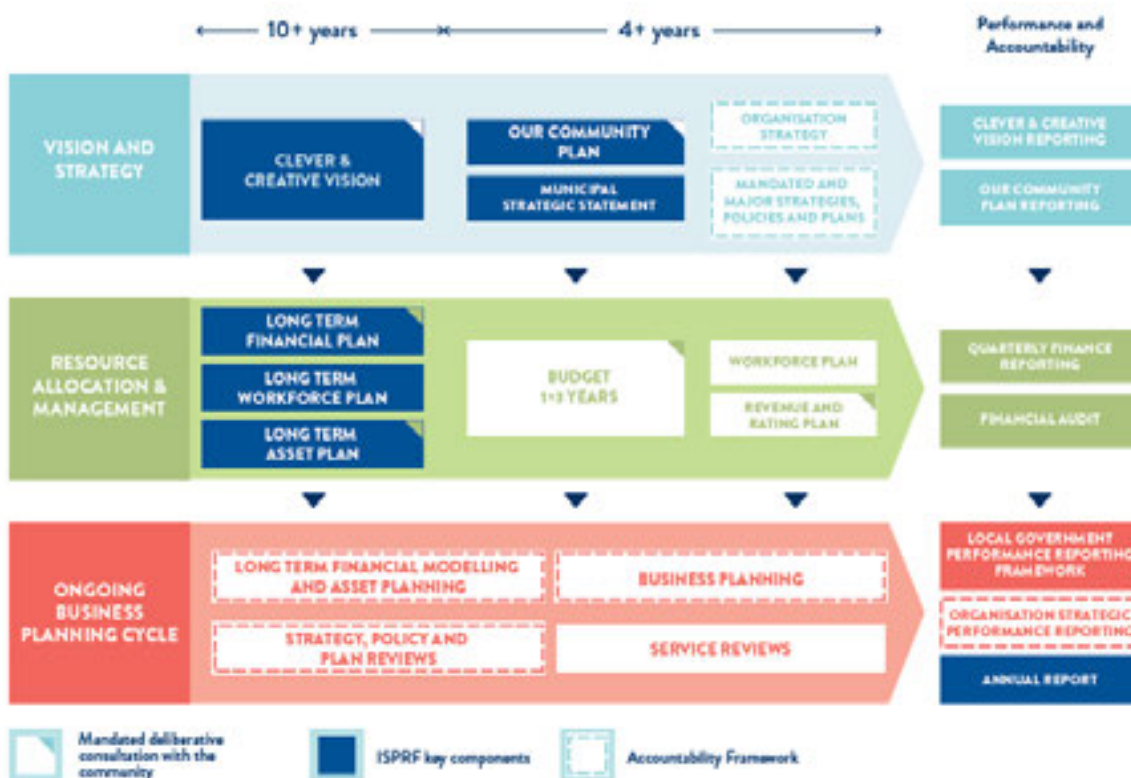 10+ years
4+ years
Performance and
Accountability
VISION AND
STRATEGY
CLEVER &
CREATIVE VISION
OUR COMMUNITY
PLAN
MUNICIPAL
STRATEGIC STATEMENT
ORGANISATION
STRATEGY
MANDATED AND
MAJOR STRATEGIES,
POLICIES AND PLANS
CLEVER & CREATIVE
VISION REPORTING
OUR COMMUNITY
PLAN REPORTING
RESOURCE
ALLOCATION &
MANAGEMENT
LONG TERM
FINANCIAL PLAN
LONG TERM
WORKFORCE PLAN
LONG TERM
ASSET PLAN
BUDGET
1+3 YEARS
WORKFORCE PLAN
REVENUE AND
RATING PLAN
QUARTERLY FINANCE
REPORTING
FINANCIAL AUDIT
ONGOING
BUSINESS
PLANNING CYCLE
LONG TERM FINANCIAL MODELLING
AND ASSET PLANNING
BUSINESS PLANNING
STRATEGY, POLICY AND
PLAN REVIEWS
SERVICE REVIEWS
LOCAL GOVERNMENT
PERFORMANCE REPORTING
FRAMEWORK
ORGANISATION STRATEGIC
PERFORMANCE REPORTING
ANNUAL REPORT
Mandated deliberative
consultation with the
community
ISPRF key components
Accountability Framework